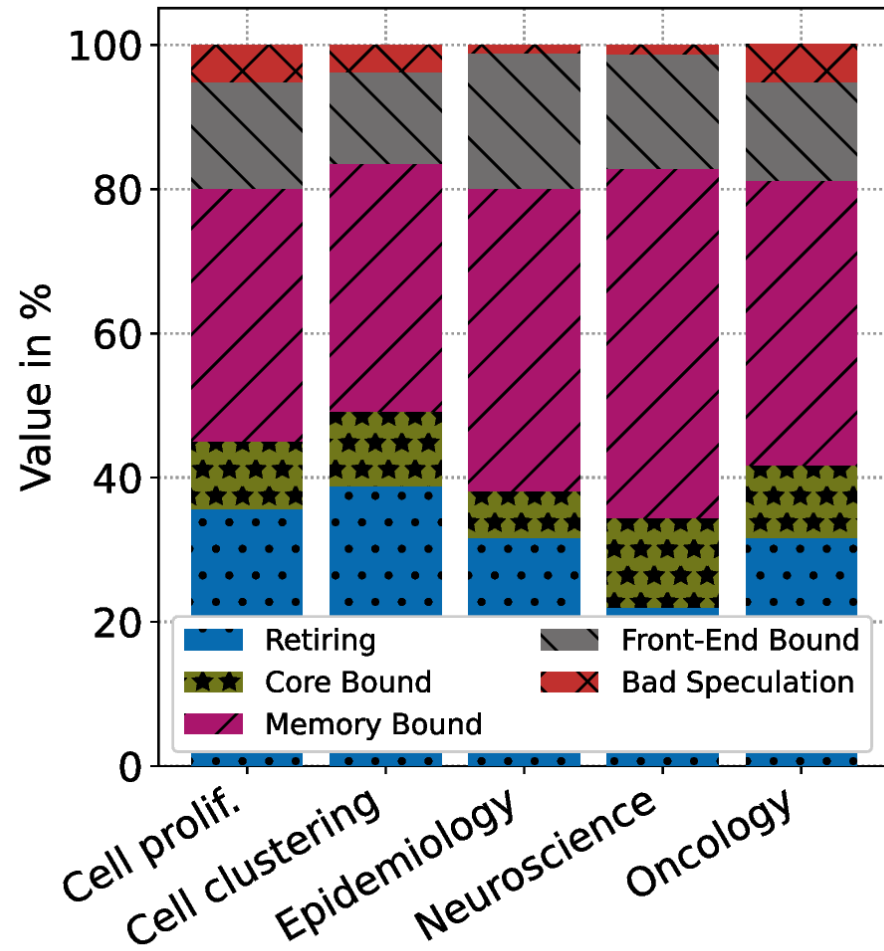 Value in %
100
80
60
40
20
0
Retiring
Core Bound
Memory Bound
Front-End Bound
Bad Speculation
Cell prolif.
Cell clustering
Epidemiology
Neuroscience
Oncology